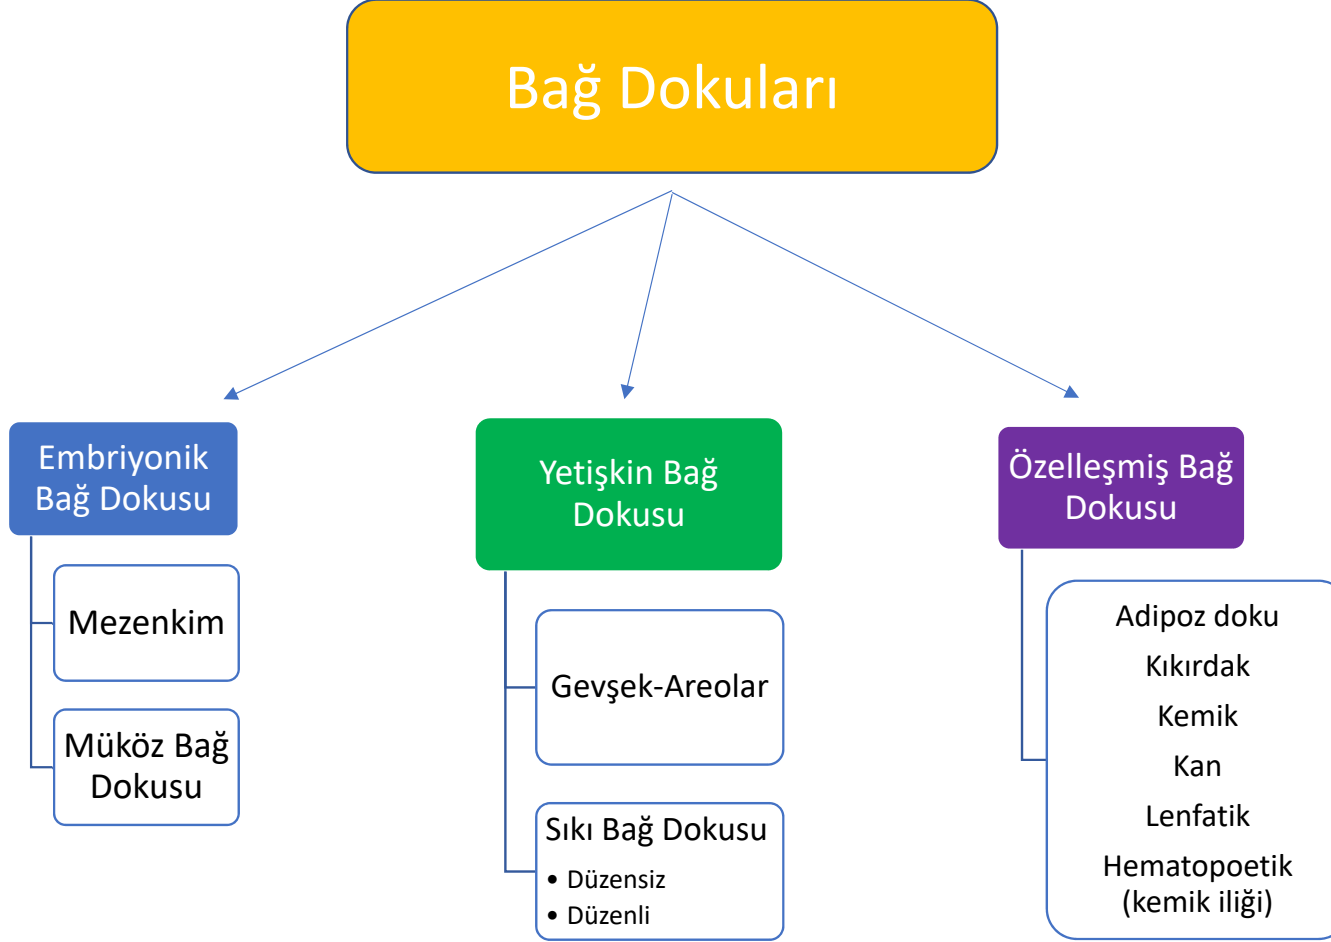 Bağ Dokuları
Embriyonik
Bağ Dokusu
Mezenkim
Müköz Bağ
Dokusu
Yetişkin Bağ
Dokusu
Gevşek-Areolar
Sıkı Bağ Dokusu
• Düzensiz
• Düzenli
Özelleşmiş Bağ
Dokusu
Adipoz doku
Kıkırdak
Kemik
Kan
Lenfatik
Hematopoetik
(kemik iliği)